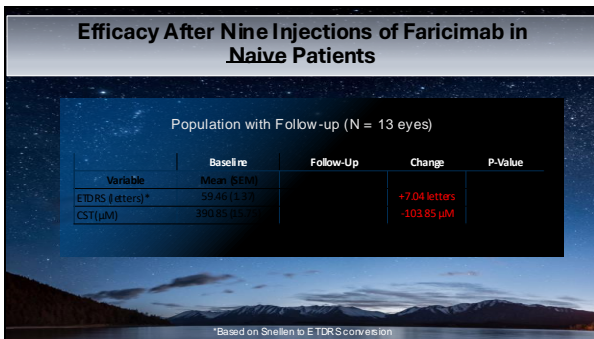 Efficacy After Nine Injections of Faricimab in
Naive Patients
Population with Follow-up (N = 13 eyes)
Baseline Follow-Up Change P-Value
Variable Mean (SEM)
ETDRS (letters)* 59.46 +7.04 letters
CST(µM) 390.85 -103.85 µM
*Based on Snellen to ETDRS conversion